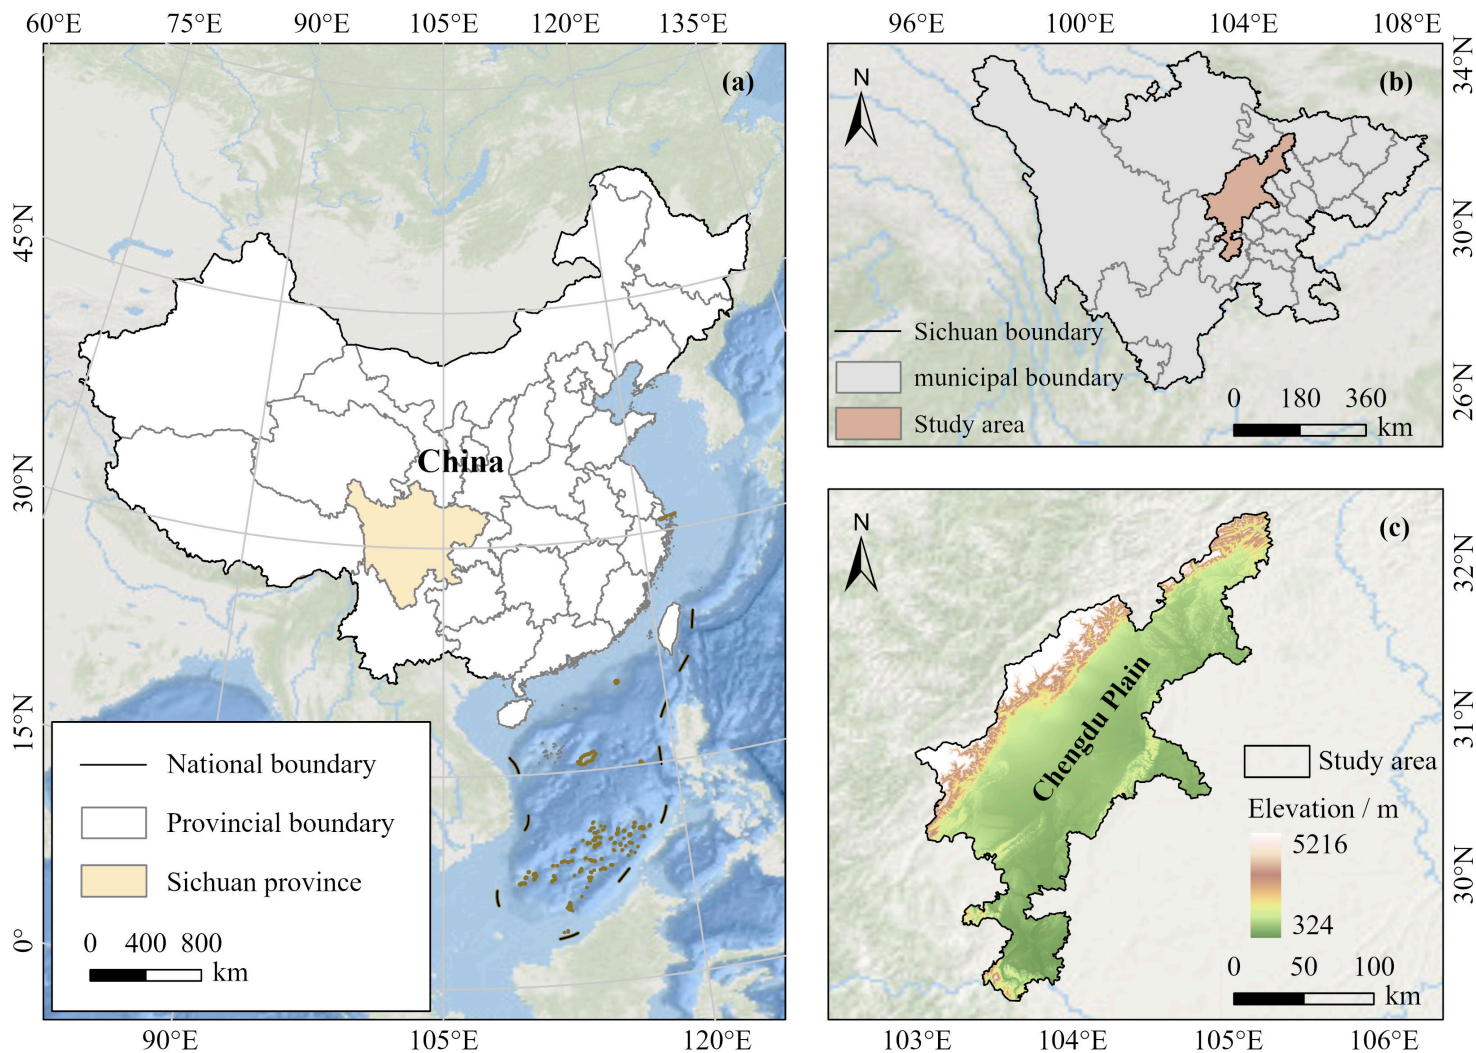 60°E 75°E 90°E 105°E 120°E 135°E
(a)
45°N
30°N
15°N
0°
China
National boundary
Provincial boundary
Sichuan province
0 400 800
km
90°E 105°E 120°E
96°E 100°E 104°E 108°E
N
(b)
34°N
30°N
26°N
Sichuan boundary
municipal boundary
Study area
0 180 360
km
N
(c)
32°N
31°N
30°N
Chengdu Plain
Study area
Elevation / m
5216
324
0 50 100
km
103°E 104°E 105°E 106°E